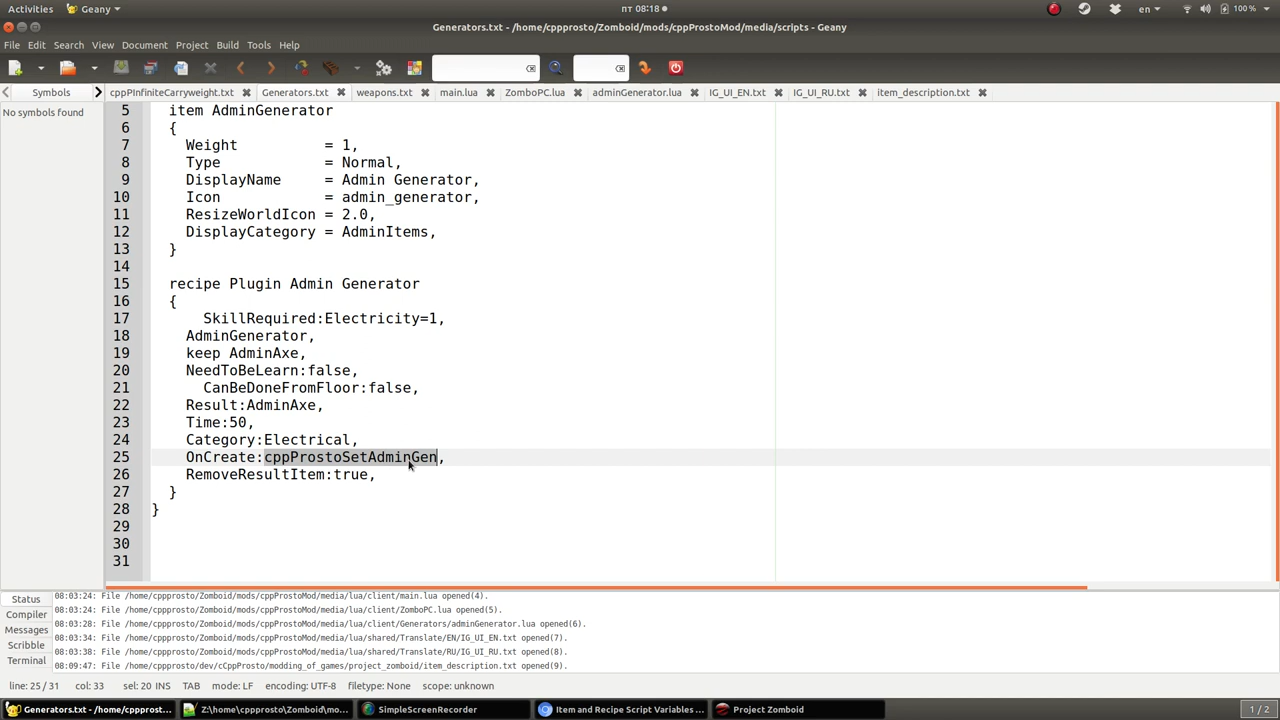 Activities
Geany
пт 08:18
en
100 %
Generators.txt - /home/cppprosto/Zomboid/mods/cppProstoMod/media/scripts - Geany
File Edit Search View Document Project Build Tools Help
Symbols
cppPInfiniteCarryweight.txt Generators.txt weapons.txt main.lua ZomboPC.lua adminGenerator.lua IG_UI_EN.txt IG_UI_RU.txt item_description.txt
No symbols found
5 item AdminGenerator
6 {
7 Weight = 1,
8 Type = Normal,
9 DisplayName = Admin Generator,
10 Icon = admin_generator,
11 ResizeWorldIcon = 2.0,
12 DisplayCategory = AdminItems,
13 }
14
15 recipe Plugin Admin Generator
16 {
17 SkillRequired:Electricity=1,
18 AdminGenerator,
19 keep AdminAxe,
20 NeedToBeLearn:false,
21 CanBeDoneFromFloor:false,
22 Result:AdminAxe,
23 Time:50,
24 Category:Electrical,
25 OnCreate:cppProstoSetAdminGen,
26 RemoveResultItem:true,
27 }
28 }
29
30
31
Status
Compiler
Messages
Scribble
Terminal
08:03:24: File /home/cppprosto/Zomboid/mods/cppProstoMod/media/lua/client/main.lua opened(4).
08:03:24: File /home/cppprosto/Zomboid/mods/cppProstoMod/media/lua/client/ZomboPC.lua opened(5).
08:03:28: File /home/cppprosto/Zomboid/mods/cppProstoMod/media/lua/client/Generators/adminGenerator.lua opened(6).
08:03:34: File /home/cppprosto/Zomboid/mods/cppProstoMod/media/lua/shared/Translate/EN/IG_UI_EN.txt opened(7).
08:03:38: File /home/cppprosto/Zomboid/mods/cppProstoMod/media/lua/shared/Translate/RU/IG_UI_RU.txt opened(8).
08:09:47: File /home/cppprosto/dev/cCppProsto/modding_of_games/project_zomboid/item_description.txt opened(9).
line: 25 / 31 col: 33 sel: 20 INS TAB mode: LF encoding: UTF-8 filetype: None scope: unknown
Generators.txt - /home/cppprost... Z:\home\cppprosto\Zomboid\mo... SimpleScreenRecorder Item and Recipe Script Variables ... Project Zomboid 1 / 2